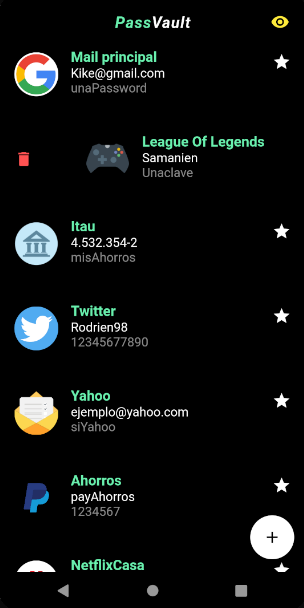 PassVault
Mail principal
Kike@gmail.com
unaPassword
League Of Legends
Samanien
Unaclave
Itau
4.532.354-2
misAhorros
Twitter
Rodrien98
12345677890
Yahoo
ejemplo@yahoo.com
siYahoo
Ahorros
payAhorros
1234567
NetflixCasa